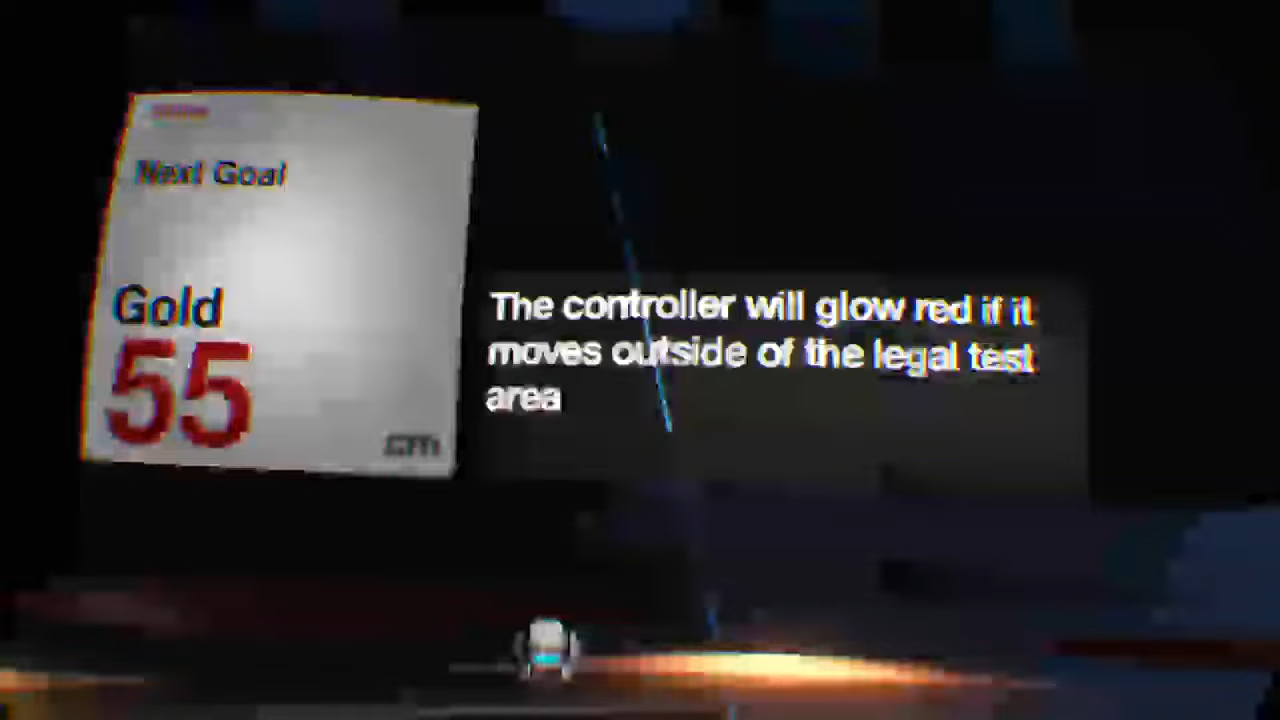 Next Goal
Gold
55
cm
The controller will glow red if it
moves outside of the legal test
area